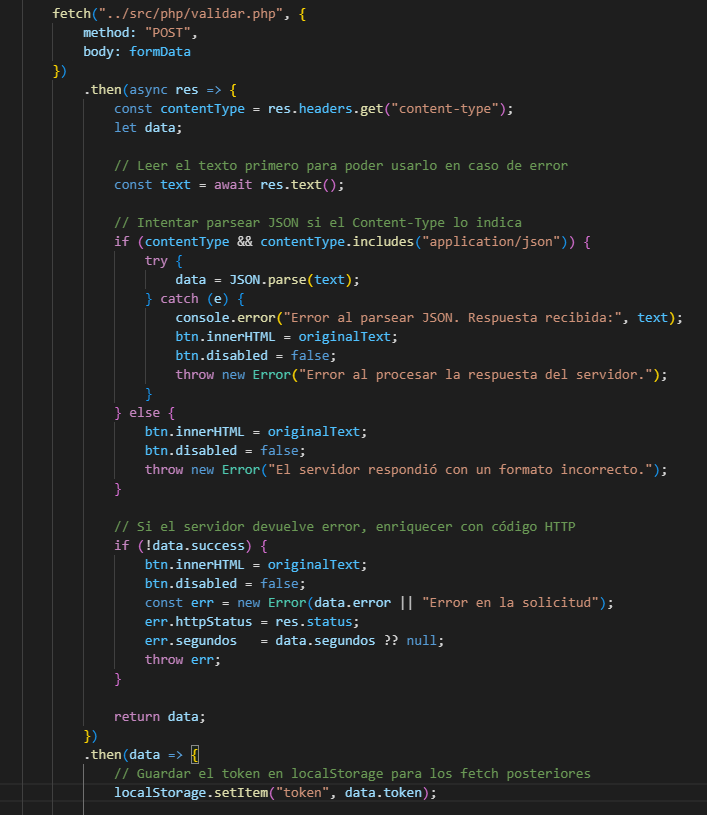 fetch("../src/php/validar.php", {
    method: "POST",
    body: formData
})
    .then(async res => {
        const contentType = res.headers.get("content-type");
        let data;

        // Leer el texto primero para poder usarlo en caso de error
        const text = await res.text();

        // Intentar parsear JSON si el Content-Type lo indica
        if (contentType && contentType.includes("application/json")) {
            try {
                data = JSON.parse(text);
            } catch (e) {
                console.error("Error al parsear JSON. Respuesta recibida:", text);
                btn.innerHTML = originalText;
                btn.disabled = false;
                throw new Error("Error al procesar la respuesta del servidor.");
            }
        } else {
            btn.innerHTML = originalText;
            btn.disabled = false;
            throw new Error("El servidor respondió con un formato incorrecto.");
        }

        // Si el servidor devuelve error, enriquecer con código HTTP
        if (!data.success) {
            btn.innerHTML = originalText;
            btn.disabled = false;
            const err = new Error(data.error || "Error en la solicitud");
            err.httpStatus = res.status;
            err.segundos   = data.segundos ?? null;
            throw err;
        }

        return data;
    })
    .then(data => {
        // Guardar el token en localStorage para los fetch posteriores
        localStorage.setItem("token", data.token);